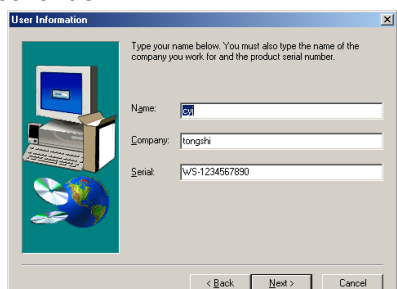 User Information
Type your name below. You must also type the name of the
company you work for and the product serial number.
Name: cyj
Company: tongshi
Serial: WS-1234567890
< Back Next > Cancel